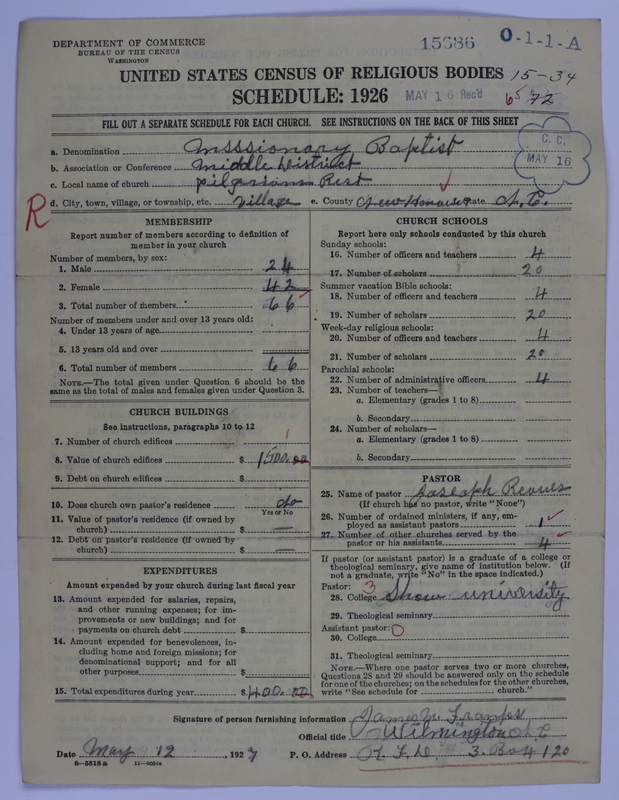 DEPARTMENT OF COMMERCE
BUREAU OF THE CENSUS
WASHINGTON
15686
O-1-1-A
UNITED STATES CENSUS OF RELIGIOUS BODIES 15-34
SCHEDULE: 1926
MAY 16 Rec'd
65 72
FILL OUT A SEPARATE SCHEDULE FOR EACH CHURCH. SEE INSTRUCTIONS ON THE BACK OF THIS SHEET
C. C.
MAY 16
a. Denomination Msssionary Baptist
b. Association or Conference Middle District
c. Local name of church Rest
R
d. City, town, village, or township, etc. Village e. County New Hanover State N. C.
MEMBERSHIP
Report number of members according to definition of
member in your church
Number of members, by sex:
1. Male 24
2. Female 42
3. Total number of members 66
Number of members under and over 13 years old:
4. Under 13 years of age
5. 13 years old and over
6. Total number of members 66
NOTE.—The total given under Question 6 should be the
same as the total of males and females given under Question 3.
CHURCH BUILDINGS
See instructions, paragraphs 10 to 12
7. Number of church edifices 1
8. Value of church edifices $ 1500.00
9. Debt on church edifices $
10. Does church own pastor's residence no
Yes or No
11. Value of pastor's residence (if owned by
church) $ —
12. Debt on pastor's residence (if owned by
church) $ —
EXPENDITURES
Amount expended by your church during last fiscal year
13. Amount expended for salaries, repairs,
and other running expenses; for im-
provements or new buildings; and for
payments on church debt $
14. Amount expended for benevolences, in-
cluding home and foreign missions; for
denominational support; and for all
other purposes $
15. Total expenditures during year $ 400.00
CHURCH SCHOOLS
Report here only schools conducted by this church
Sunday schools:
16. Number of officers and teachers 4
17. Number of scholars 20
Summer vacation Bible schools:
18. Number of officers and teachers 4
19. Number of scholars 20
Week-day religious schools:
20. Number of officers and teachers 4
21. Number of scholars 20
Parochial schools:
22. Number of administrative officers 4
23. Number of teachers—
a. Elementary (grades 1 to 8)
b. Secondary
24. Number of scholars—
a. Elementary (grades 1 to 8)
b. Secondary
PASTOR
25. Name of pastor Joseph Reaves
(If church has no pastor, write "None")
26. Number of ordained ministers, if any, em-
ployed as assistant pastors 1
27. Number of other churches served by the
pastor or his assistants 4
If pastor (or assistant pastor) is a graduate of a college or
theological seminary, give name of institution below. (If
not a graduate, write "No" in the space indicated.)
Pastor: 3
28. College Shaw university
29. Theological seminary
Assistant pastor: O
30. College
31. Theological seminary
NOTE.—Where one pastor serves two or more churches,
Questions 28 and 29 should be answered only on the schedule
for one of the churches; on the schedules for the other churches,
write "See schedule for church."
Signature of person furnishing information James M.
Official title Wilmington N C
Date May 12, 1927 P. O. Address R. F. D. 3. Box 120
8-5518a 11-9024a